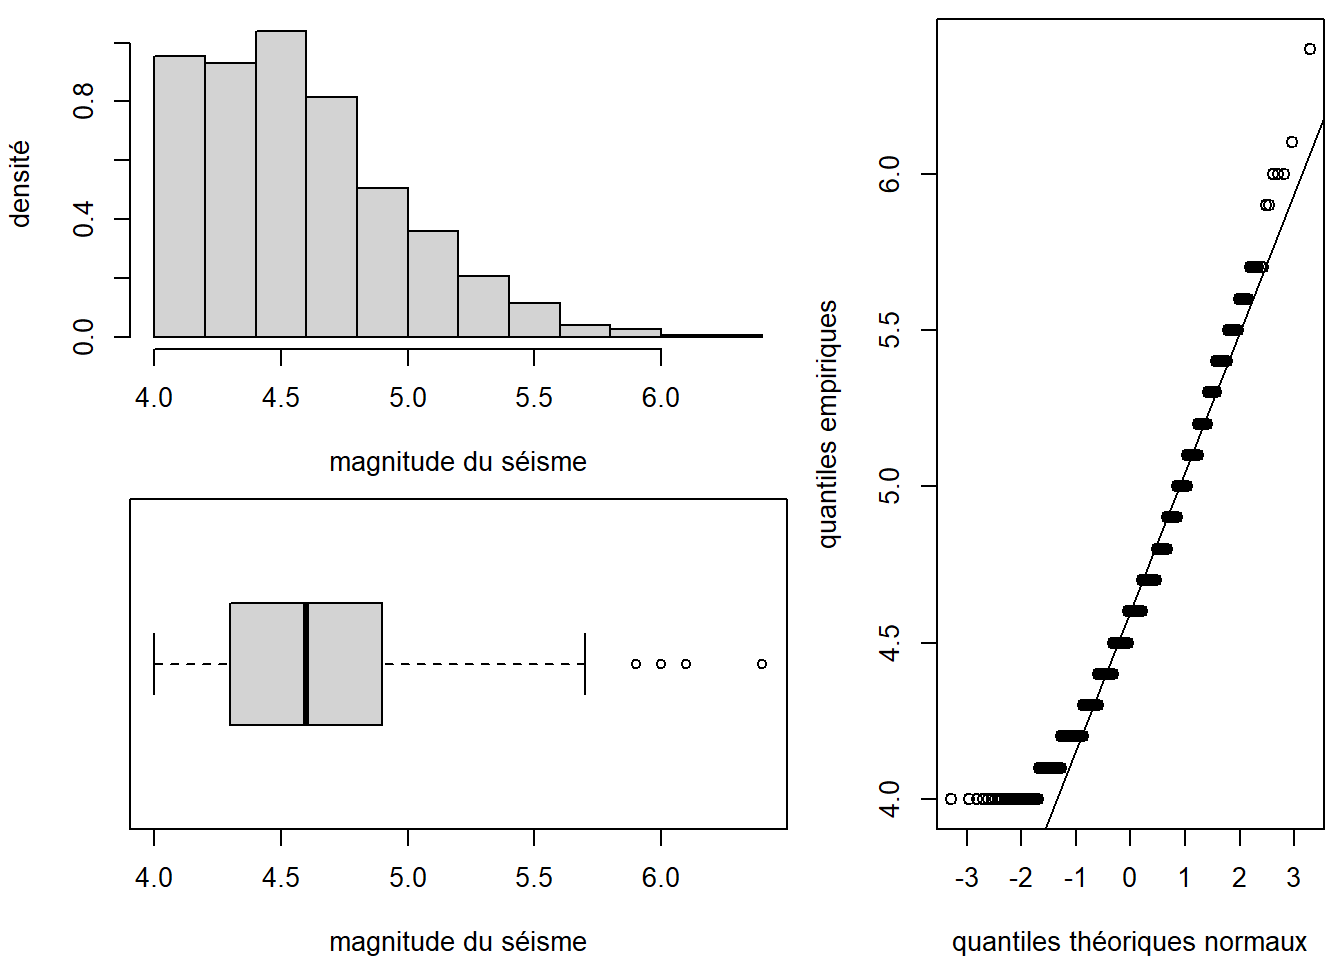 densité
0.8
0.4
0.0
4.0 4.5 5.0 5.5 6.0
magnitude du séisme
4.0 4.5 5.0 5.5 6.0
magnitude du séisme
quantiles empiriques
6.0
5.5
5.0
4.5
4.0
-3 -2 -1 0 1 2 3
quantiles théoriques normaux